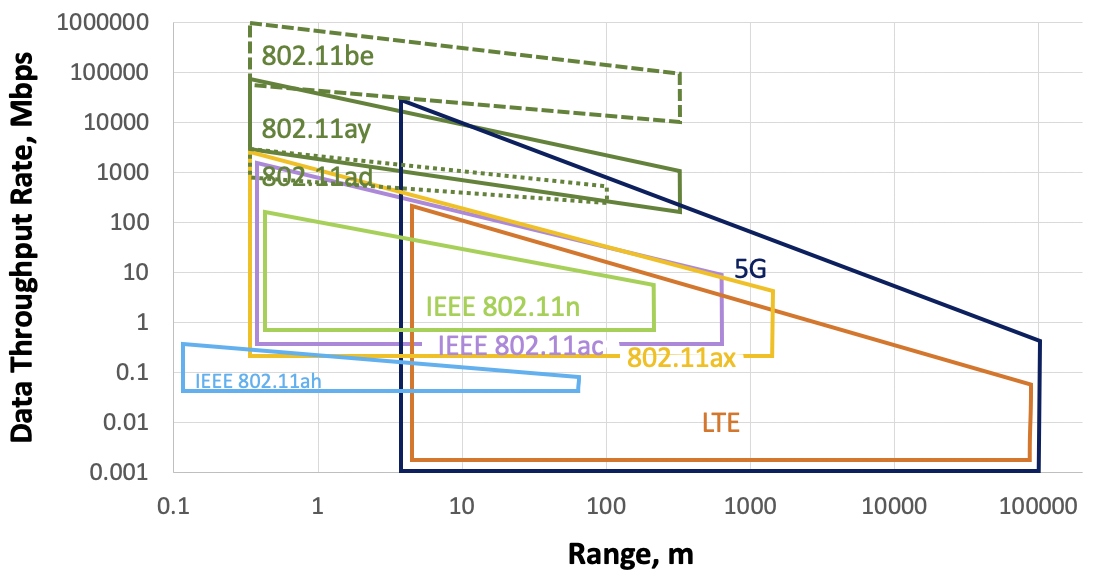 Data Throughput Rate, Mbps
1000000
100000
10000
1000
100
10
1
0.1
0.01
0.001
802.11be
802.11ay
802.11ad
5G
IEEE 802.11n
IEEE 802.11ac
802.11ax
IEEE 802.11ah
LTE
0.1 1 10 100 1000 10000 100000
Range, m